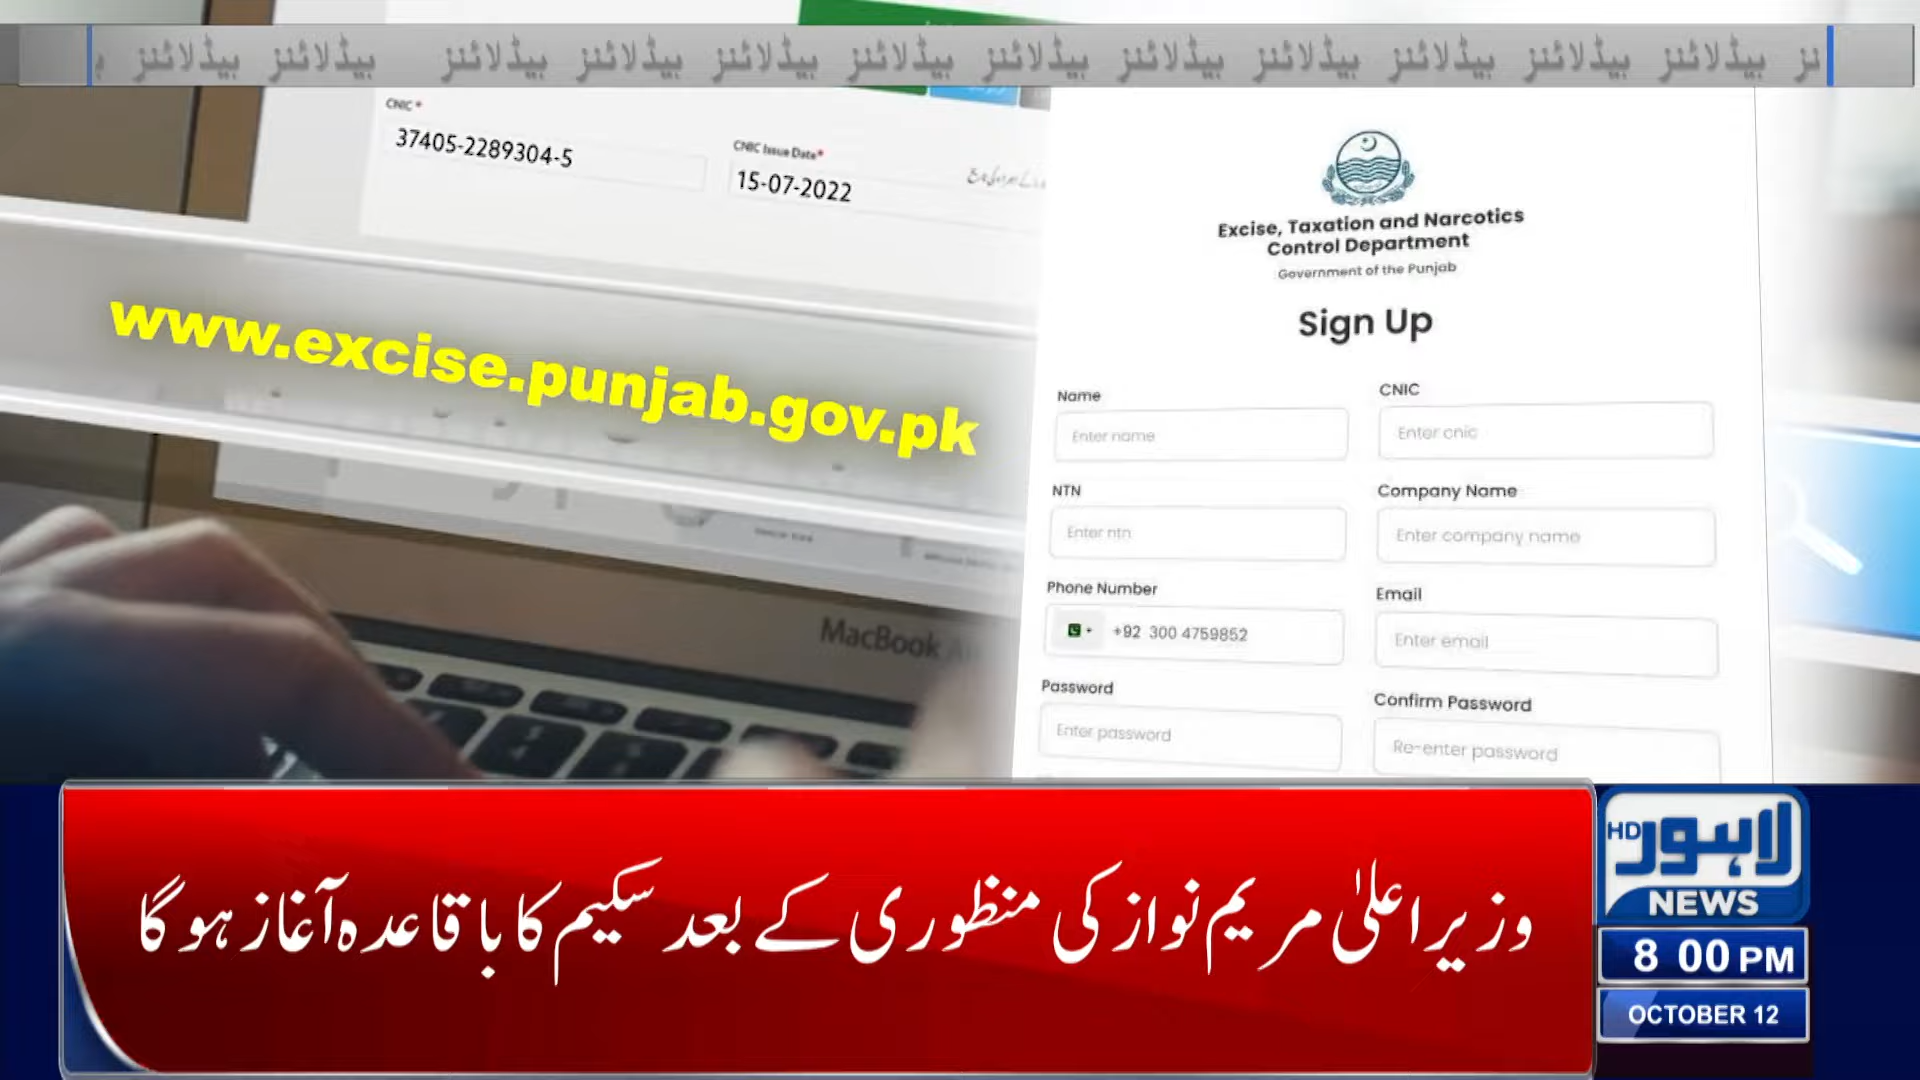 ہیڈلائنز ہیڈلائنز ہیڈلائنز ہیڈلائنز ہیڈلائنز ہیڈلائنز ہیڈلائنز ہیڈلائنز ہیڈلائنز ہیڈلائنز ہیڈلائنز ہیڈلائنز
CNIC *
37405-2289304-5
CNIC Issue Date*
15-07-2022
www.excise.punjab.gov.pk
MacBook
Excise, Taxation and Narcotics
Control Department
Government of the Punjab
Sign Up
Name CNIC
Enter name Enter cnic
NTN Company Name
Enter ntn Enter company name
Phone Number Email
+92 300 4759852 Enter email
Password Confirm Password
Enter password Re-enter password
وزیراعلیٰ مریم نواز کی منظوری کے بعد سکیم کا باقاعدہ آغاز ہوگا
لاہور HD
NEWS
8 00 PM
OCTOBER 12